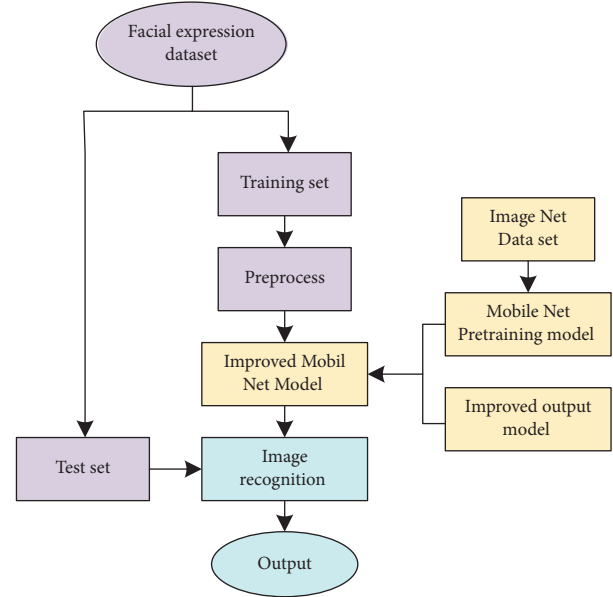 Facial expression
dataset
Training set
Image Net
Data set
Preprocess
Mobile Net
Pretraining model
Improved Mobil
Net Model
Improved output
model
Test set
Image
recognition
Output